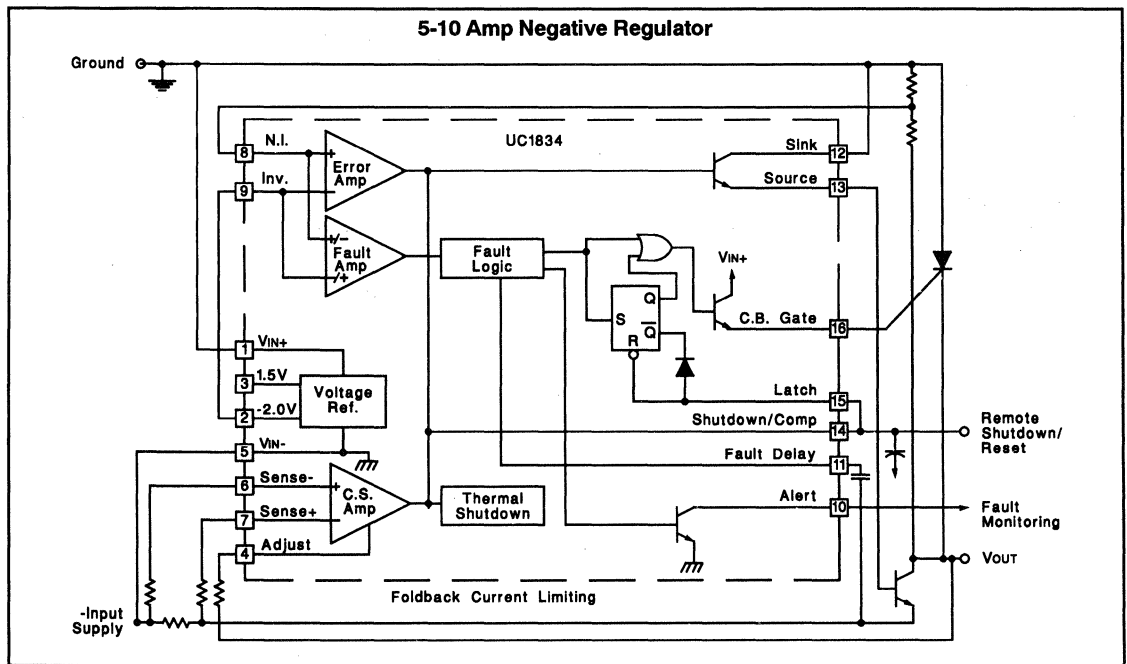 5-10 Amp Negative Regulator
Ground
UC1834
8
N.I.
+
Error
Amp
Sink
12
9
Inv.
–
Source
13
+/–
Fault
Amp
-/+
Fault
Logic
VIN+
S
Q
Q
R
C.B. Gate
16
1
VIN+
3
1.5V
Voltage
Ref.
2
-2.0V
Latch
15
Shutdown/Comp
14
Remote
Shutdown/
Reset
5
VIN-
Fault Delay
11
6
Sense-
+
C.S.
Amp
Thermal
Shutdown
7
Sense+
–
Alert
10
Fault
Monitoring
4
Adjust
VOUT
Foldback Current Limiting
-Input
Supply